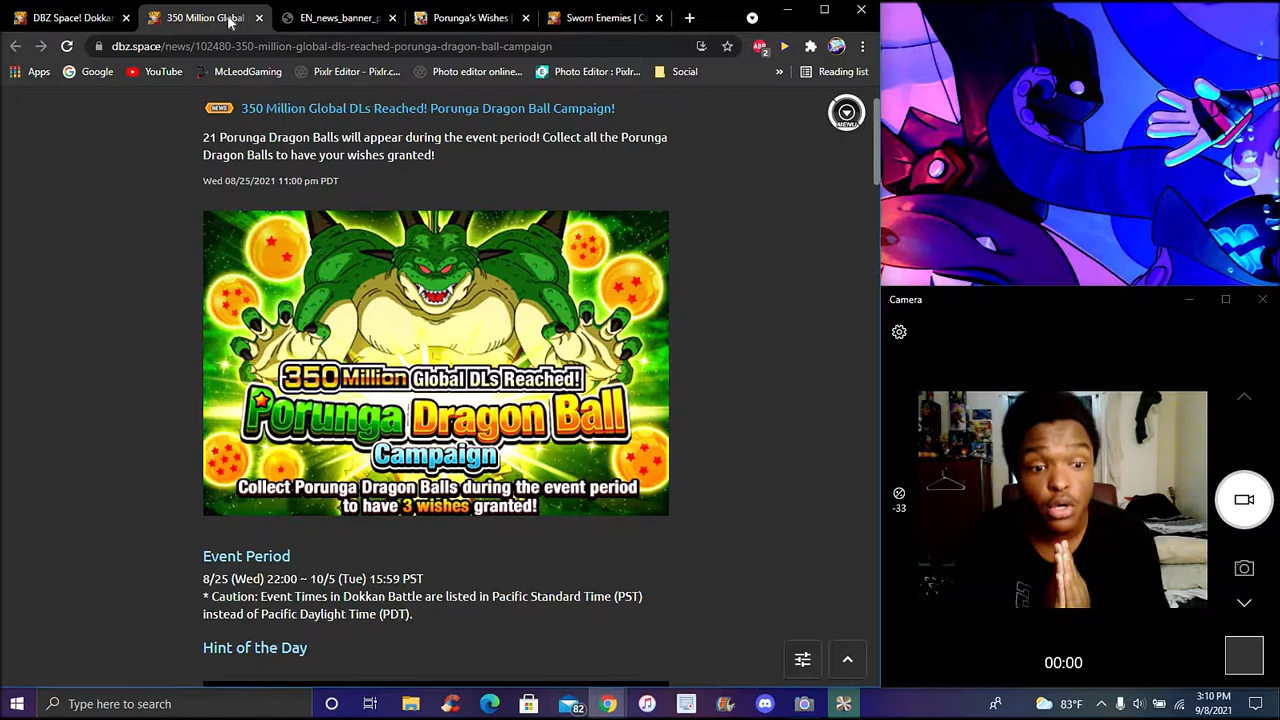 DBZ Space! Dokkan
350 Million Global
EN_news_banner_p
Porunga's Wishes |
Sworn Enemies | Ca
dbz.space/news/102480-350-million-global-dls-reached-porunga-dragon-ball-campaign
ABP
2
Apps
Google
YouTube
McLeodGaming
Pixlr Editor - Pixlr.c...
Photo editor online...
Photo Editor : Pixlr...
Social
»
Reading list
NEWS
350 Million Global DLs Reached! Porunga Dragon Ball Campaign!
MENU
21 Porunga Dragon Balls will appear during the event period! Collect all the Porunga
Dragon Balls to have your wishes granted!
Wed 08/25/2021 11:00 pm PDT
350 Million Global DLs Reached!
Porunga Dragon Ball
Campaign
Collect Porunga Dragon Balls during the event period
to have 3 wishes granted!
Event Period
8/25 (Wed) 22:00 ~ 10/5 (Tue) 15:59 PST
* Caution: Event Times in Dokkan Battle are listed in Pacific Standard Time (PST)
instead of Pacific Daylight Time (PDT).
Hint of the Day
Camera
-33
00:00
Type here to search
82
83°F
3:10 PM
9/8/2021